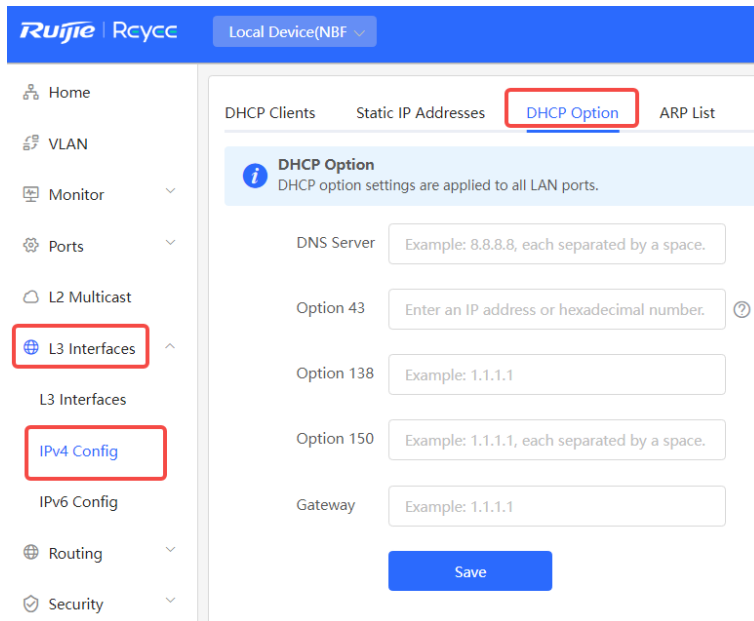 Ruijie | Reyee
Local Device(NBF
Home
VLAN
Monitor
Ports
L2 Multicast
L3 Interfaces
L3 Interfaces
IPv4 Config
IPv6 Config
Routing
Security
DHCP Clients Static IP Addresses DHCP Option ARP List
DHCP Option
DHCP option settings are applied to all LAN ports.
DNS Server Example: 8.8.8.8, each separated by a space.
Option 43 Enter an IP address or hexadecimal number.
Option 138 Example: 1.1.1.1
Option 150 Example: 1.1.1.1, each separated by a space.
Gateway Example: 1.1.1.1
Save